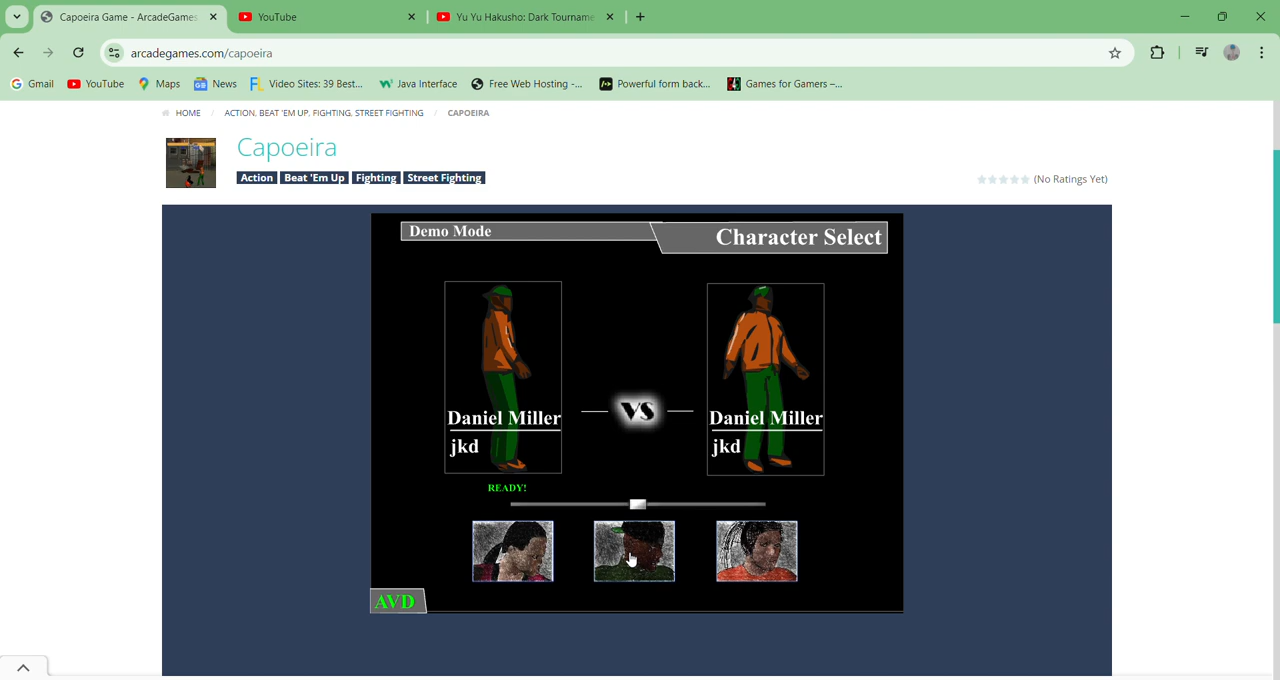 Capoeira Game - ArcadeGames
YouTube
Yu Yu Hakusho: Dark Tourname
arcadegames.com/capoeira
Gmail
YouTube
Maps
News
Video Sites: 39 Best...
Java Interface
Free Web Hosting -...
Powerful form back...
Games for Gamers –...
HOME / ACTION, BEAT 'EM UP, FIGHTING, STREET FIGHTING / CAPOEIRA
Capoeira
Action Beat 'Em Up Fighting Street Fighting
(No Ratings Yet)
Demo Mode
Character Select
Daniel Miller
jkd
VS
Daniel Miller
jkd
READY!
AVD